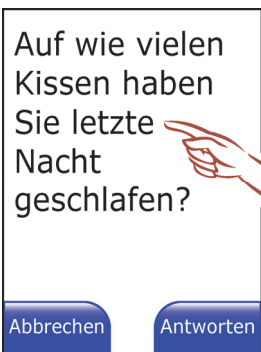 Auf wie vielen
Kissen haben
Sie letzte
Nacht
geschlafen?
Abbrechen Antworten